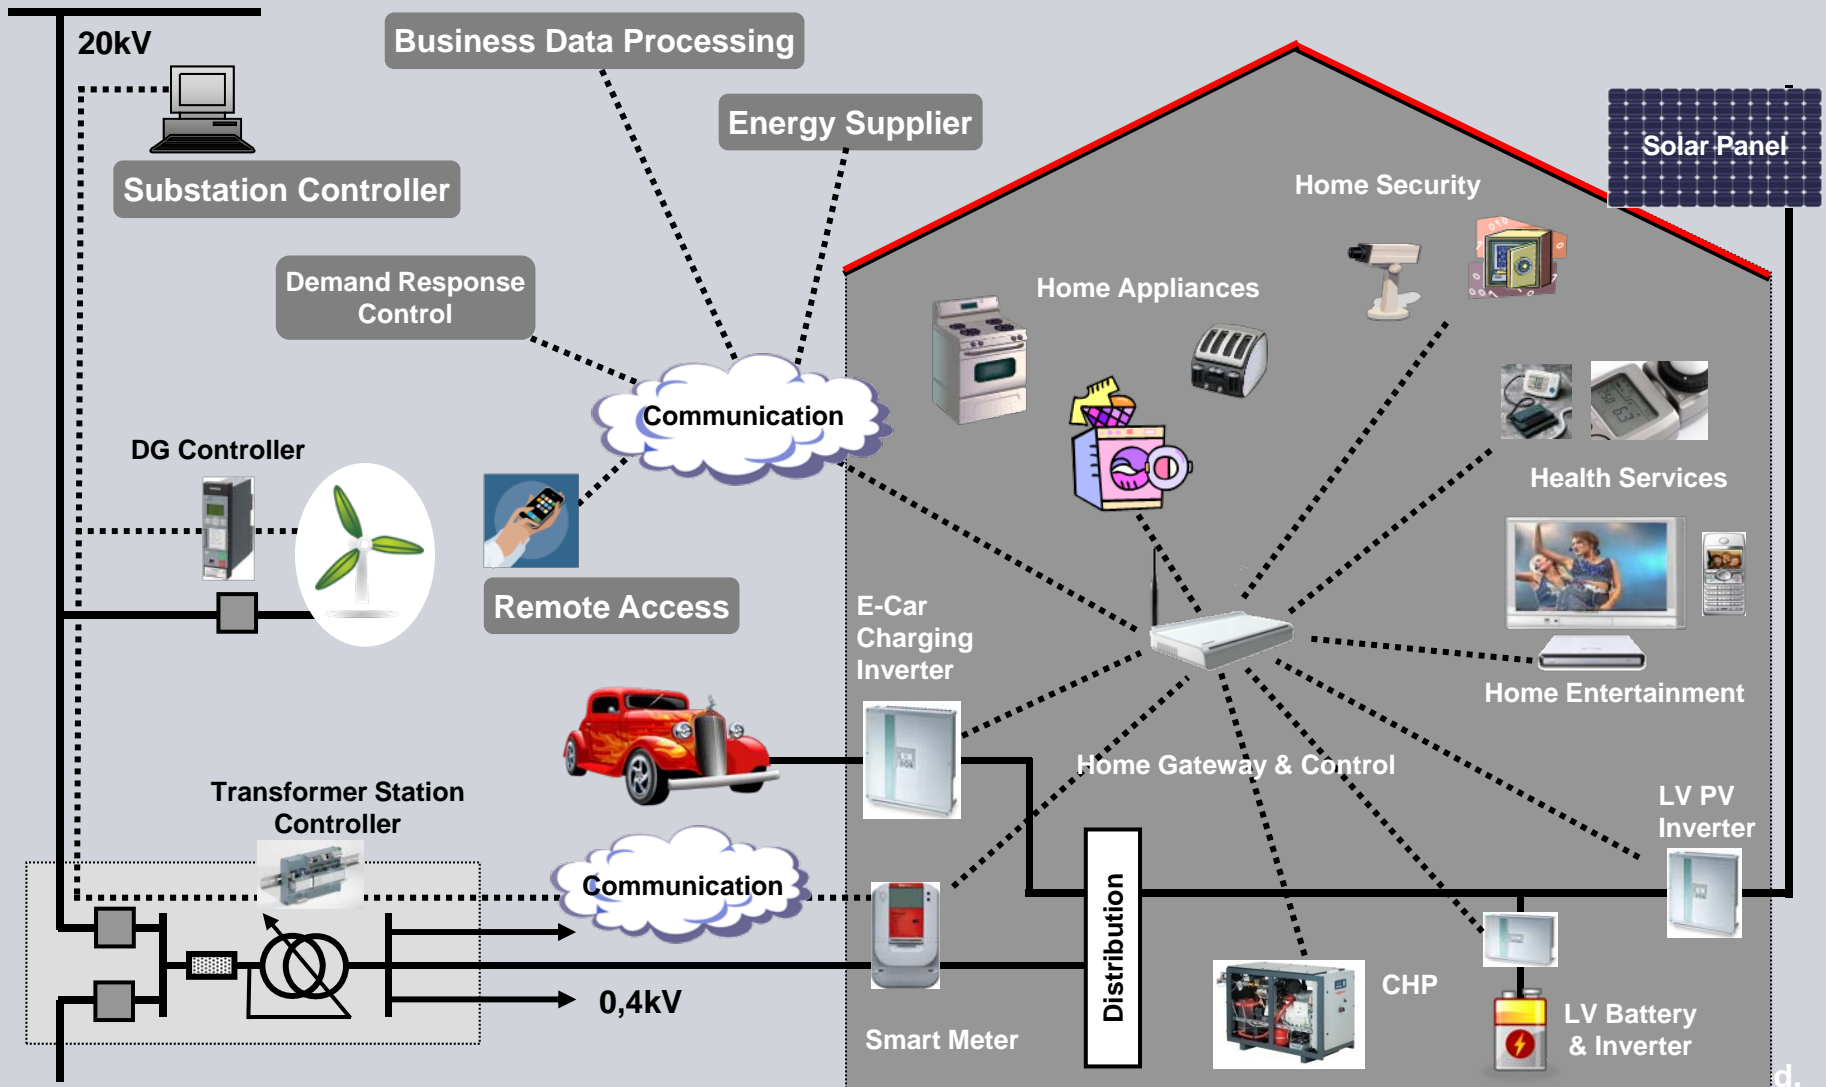 20kV
Business Data Processing
Energy Supplier
Solar Panel
Substation Controller
Home Security
Demand Response
Control
Home Appliances
Communication
DG Controller
Health Services
Remote Access
E-Car
Charging
Inverter
Home Entertainment
Home Gateway & Control
Transformer Station
Controller
LV PV
Inverter
Communication
Distribution
0,4kV
CHP
Smart Meter
LV Battery
& Inverter
d.